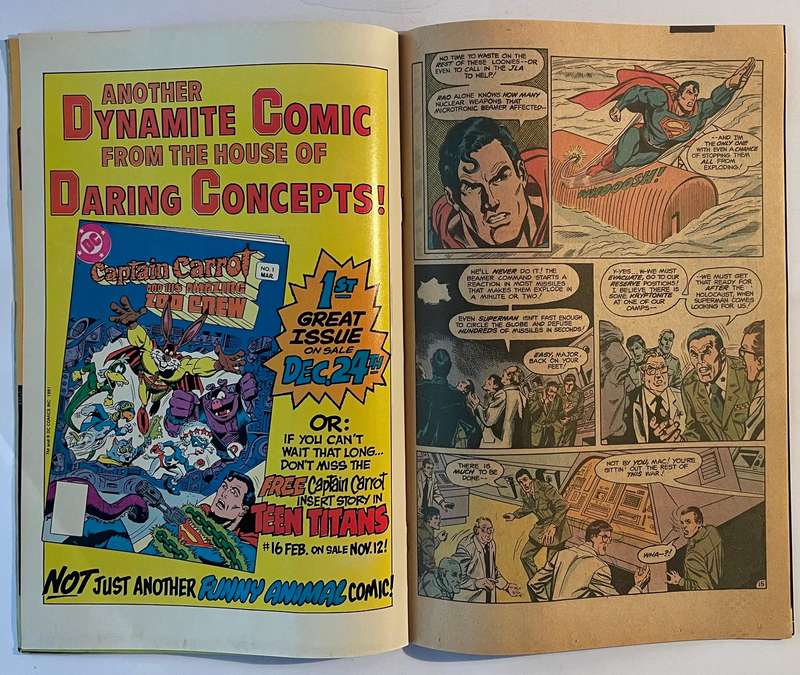 ANOTHER
DYNAMITE COMIC
FROM THE HOUSE OF
DARING CONCEPTS!
DC
Captain Carrot
AND HIS AMAZING
ZOO CREW
NO. 1
MAR.
1ST
GREAT
ISSUE
ON SALE
DEC. 24TH
OR:
IF YOU CAN'T
WAIT THAT LONG...
DON'T MISS THE
FREE Captain Carrot
INSERT STORY IN
TEEN TITANS
#16 FEB. ON SALE NOV. 12!
NOT JUST ANOTHER FUNNY ANIMAL COMIC!
TM and © DC COMICS INC. 1981
NO TIME TO WASTE ON THE
REST OF THESE LOONIES--OR
EVEN TO CALL IN THE JLA
TO HELP!
RAO ALONE KNOWS HOW MANY
NUCLEAR WEAPONS THAT
MICROTRONIC BEAMER AFFECTED--
--AND I'M
THE ONLY ONE
WITH EVEN A CHANCE
OF STOPPING THEM
ALL FROM
EXPLODING!
WHOOOSH!
HE'LL NEVER DO IT! THE
BEAMER COMMAND STARTS A
REACTION IN MOST MISSILES
THAT MAKES THEM EXPLODE IN
A MINUTE OR TWO!
EVEN SUPERMAN ISN'T FAST ENOUGH
TO CIRCLE THE GLOBE AND DEFUSE
HUNDREDS OF MISSILES IN SECONDS!
EASY, MAJOR.
BACK ON YOUR
FEET!
Y-YES... W-WE MUST
EVACUATE, GO TO OUR
RESERVE POSITIONS!
I BELIEVE THERE IS
SOME KRYPTONITE
AT ONE OF OUR
CAMPS--
--WE MUST GET
THAT READY FOR
AFTER THE
HOLOCAUST, WHEN
SUPERMAN COMES
LOOKING FOR US!
THERE IS
MUCH TO BE
DONE--
NOT BY YOU, MAC! YOU'RE
SITTIN' OUT THE REST OF
THIS WAR!
WHA--?!
15